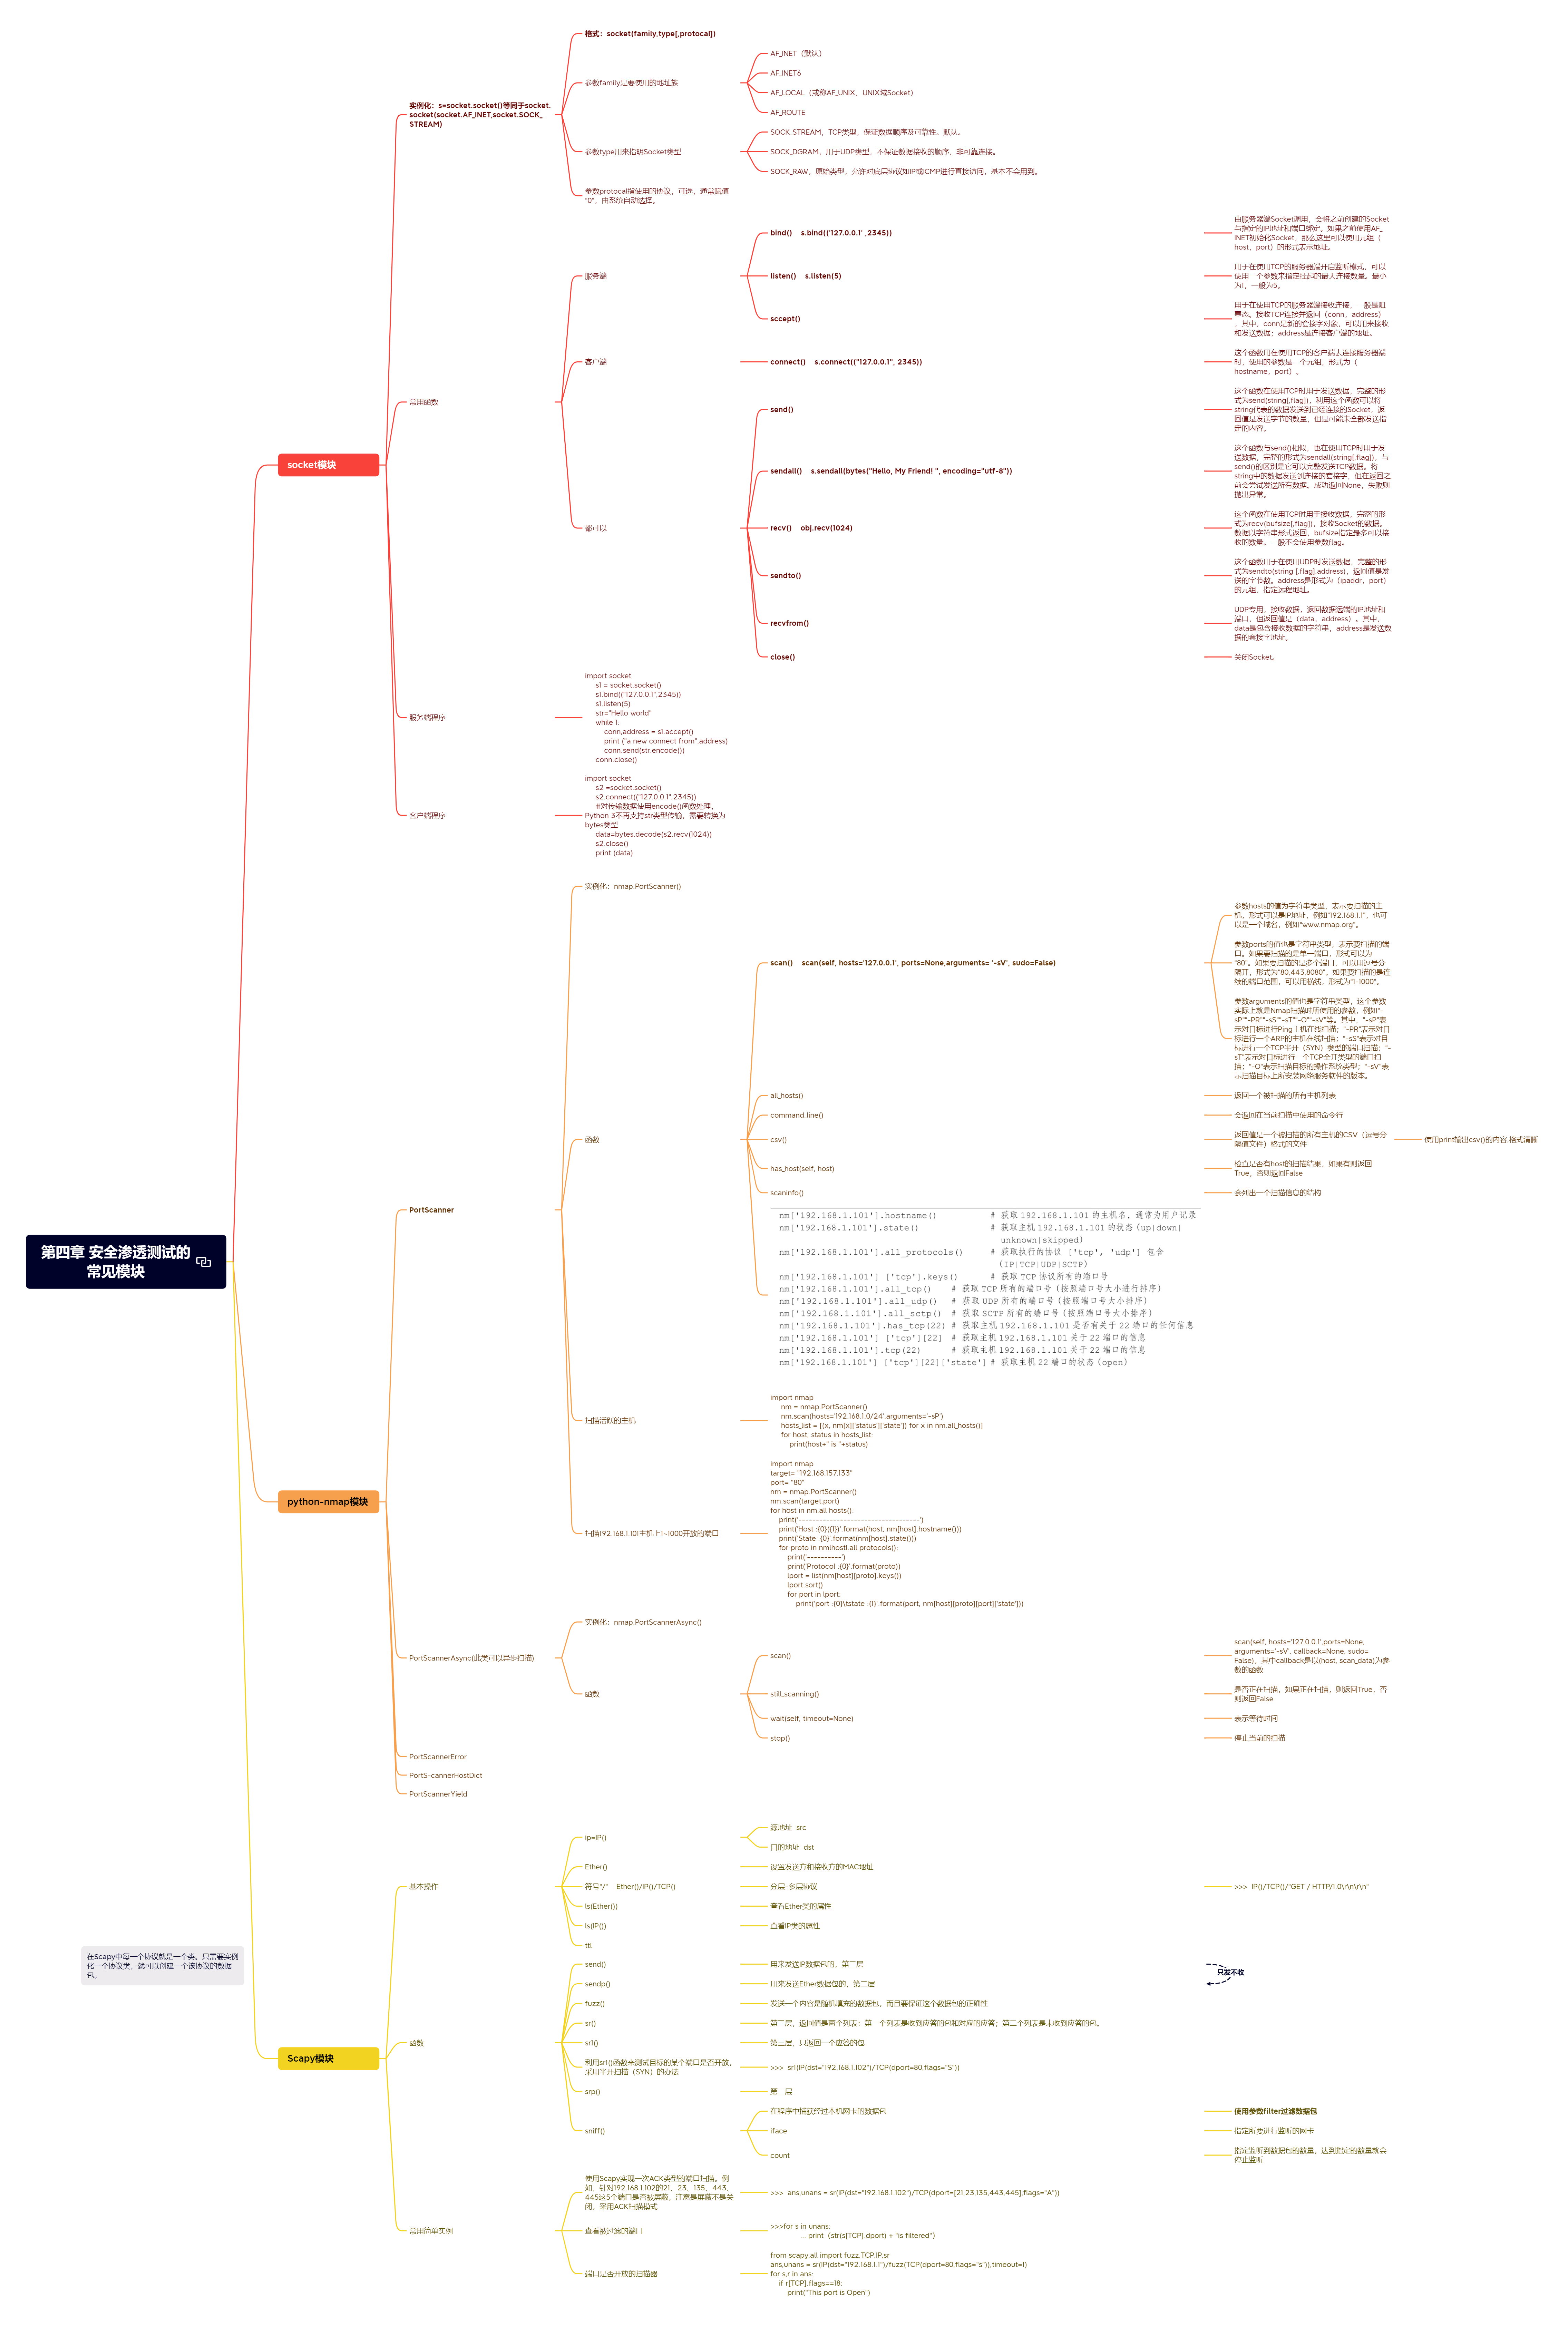 第四章 安全渗透测试的
常见模块
socket模块
实例化：s=socket.socket()等同于socket.
socket(socket.AF_INET,socket.SOCK_
STREAM)
格式：socket(family,type[,protocal])
参数family是要使用的地址族
AF_INET（默认）
AF_INET6
AF_LOCAL（或称AF_UNIX、UNIX域Socket）
AF_ROUTE
参数type用来指明Socket类型
SOCK_STREAM，TCP类型，保证数据顺序及可靠性。默认。
SOCK_DGRAM，用于UDP类型，不保证数据接收的顺序，非可靠连接。
SOCK_RAW，原始类型，允许对底层协议如IP或ICMP进行直接访问，基本不会用到。
参数protocal指使用的协议，可选，通常赋值
“0”，由系统自动选择。
常用函数
服务端
bind() s.bind(('127.0.0.1' ,2345))
由服务器端Socket调用，会将之前创建的Socket
与指定的IP地址和端口绑定。如果之前使用AF_
INET初始化Socket，那么这里可以使用元组（
host，port）的形式表示地址。
listen() s.listen(5)
用于在使用TCP的服务器端开启监听模式，可以
使用一个参数来指定挂起的最大连接数量。最小
为1，一般为5。
sccept()
用于在使用TCP的服务器端接收连接，一般是阻
塞态。接收TCP连接并返回（conn，address）
，其中，conn是新的套接字对象，可以用来接收
和发送数据；address是连接客户端的地址。
客户端
connect() s.connect(("127.0.0.1", 2345))
这个函数用在使用TCP的客户端去连接服务器端
时，使用的参数是一个元组，形式为（
hostname，port）。
都可以
send()
这个函数在使用TCP时用于发送数据，完整的形
式为send(string[,flag])，利用这个函数可以将
string代表的数据发送到已经连接的Socket，返
回值是发送字节的数量，但是可能未全部发送指
定的内容。
sendall() s.sendall(bytes("Hello, My Friend! ", encoding="utf-8"))
这个函数与send()相似，也在使用TCP时用于发
送数据，完整的形式为sendall(string[,flag])，与
send()的区别是它可以完整发送TCP数据。将
string中的数据发送到连接的套接字，但在返回之
前会尝试发送所有数据。成功返回None，失败则
抛出异常。
recv() obj.recv(1024)
这个函数在使用TCP时用于接收数据，完整的形
式为recv(bufsize[,flag])，接收Socket的数据。
数据以字符串形式返回，bufsize指定最多可以接
收的数量。一般不会使用参数flag。
sendto()
这个函数用于在使用UDP时发送数据，完整的形
式为sendto(string [,flag],address)，返回值是发
送的字节数。address是形式为（ipaddr，port）
的元组，指定远程地址。
recvfrom()
UDP专用，接收数据，返回数据远端的IP地址和
端口，但返回值是（data，address）。其中，
data是包含接收数据的字符串，address是发送数
据的套接字地址。
close()
关闭Socket。
服务端程序
import socket
s1 = socket.socket()
s1.bind(("127.0.0.1",2345))
s1.listen(5)
str="Hello world"
while 1:
conn,address = s1.accept()
print ("a new connect from",address)
conn.send(str.encode())
conn.close()
客户端程序
import socket
s2 =socket.socket()
s2.connect(("127.0.0.1",2345))
#对传输数据使用encode()函数处理，
Python 3不再支持str类型传输，需要转换为
bytes类型
data=bytes.decode(s2.recv(1024))
s2.close()
print (data)
python-nmap模块
PortScanner
实例化：nmap.PortScanner()
函数
scan() scan(self, hosts='127.0.0.1', ports=None,arguments= '-sV', sudo=False)
参数hosts的值为字符串类型，表示要扫描的主
机，形式可以是IP地址，例如“192.168.1.1”，也可
以是一个域名，例如“www.nmap.org”。
参数ports的值也是字符串类型，表示要扫描的端
口。如果要扫描的是单一端口，形式可以为
“80”。如果要扫描的是多个端口，可以用逗号分
隔开，形式为“80,443,8080”。如果要扫描的是连
续的端口范围，可以用横线，形式为“1-1000”。
参数arguments的值也是字符串类型，这个参数
实际上就是Nmap扫描时所使用的参数，例如“-
sP”“-PR”“-sS”“-sT”“-O”“-sV”等。其中，“-sP”表
示对目标进行Ping主机在线扫描；“-PR”表示对目
标进行一个ARP的主机在线扫描；“-sS”表示对目
标进行一个TCP半开（SYN）类型的端口扫描；“-
sT”表示对目标进行一个TCP全开类型的端口扫
描；“-O”表示扫描目标的操作系统类型；“-sV”表
示扫描目标上所安装网络服务软件的版本。
all_hosts()
返回一个被扫描的所有主机列表
command_line()
会返回在当前扫描中使用的命令行
csv()
返回值是一个被扫描的所有主机的CSV（逗号分
隔值文件）格式的文件
使用print输出csv()的内容,格式清晰
has_host(self, host)
检查是否有host的扫描结果，如果有则返回
True，否则返回False
scaninfo()
会列出一个扫描信息的结构
nm['192.168.1.101'].hostname() # 获取 192.168.1.101 的主机名，通常为用户记录
nm['192.168.1.101'].state() # 获取主机 192.168.1.101 的状态 (up|down|
unknown|skipped)
nm['192.168.1.101'].all_protocols() # 获取执行的协议 ['tcp', 'udp'] 包含
(IP|TCP|UDP|SCTP)
nm['192.168.1.101'] ['tcp'].keys() # 获取 TCP 协议所有的端口号
nm['192.168.1.101'].all_tcp() # 获取 TCP 所有的端口号 (按照端口号大小进行排序)
nm['192.168.1.101'].all_udp() # 获取 UDP 所有的端口号 (按照端口号大小排序)
nm['192.168.1.101'].all_sctp() # 获取 SCTP 所有的端口号 (按照端口号大小排序)
nm['192.168.1.101'].has_tcp(22) # 获取主机 192.168.1.101 是否有关于 22 端口的任何信息
nm['192.168.1.101'] ['tcp'][22] # 获取主机 192.168.1.101 关于 22 端口的信息
nm['192.168.1.101'].tcp(22) # 获取主机 192.168.1.101 关于 22 端口的信息
nm['192.168.1.101'] ['tcp'][22]['state'] # 获取主机 22 端口的状态 (open)
扫描活跃的主机
import nmap
nm = nmap.PortScanner()
nm.scan(hosts='192.168.1.0/24',arguments='-sP')
hosts_list = [(x, nm[x]['status']['state']) for x in nm.all_hosts()]
for host, status in hosts_list:
print(host+" is "+status)
扫描192.168.1.101主机上1~1000开放的端口
import nmap
target= "192.168.157.133"
port= "80"
nm = nmap.PortScanner()
nm.scan(target,port)
for host in nm.all hosts():
print('-----------------------------------')
print('Host :{0}({1})'.format(host, nm[host].hostname()))
print('State :{0}'.format(nm[host].state()))
for proto in nmlhostl.all protocols():
print('----------')
print('Protocol :{0}'.format(proto))
lport = list(nm[host][proto].keys())
lport.sort()
for port in lport:
print('port :{0}\tstate :{1}'.format(port, nm[host][proto][port]['state']))
PortScannerAsync(此类可以异步扫描)
实例化：nmap.PortScannerAsync()
函数
scan()
scan(self, hosts='127.0.0.1',ports=None,
arguments='-sV', callback=None, sudo=
False)，其中callback是以(host, scan_data)为参
数的函数
still_scanning()
是否正在扫描，如果正在扫描，则返回True，否
则返回False
wait(self, timeout=None)
表示等待时间
stop()
停止当前的扫描
PortScannerError
PortS-cannerHostDict
PortScannerYield
在Scapy中每一个协议就是一个类。只需要实例
化一个协议类，就可以创建一个该协议的数据
包。
Scapy模块
基本操作
ip=IP()
源地址 src
目的地址 dst
Ether()
设置发送方和接收方的MAC地址
符号“/” Ether()/IP()/TCP()
分层-多层协议
>>> IP()/TCP()/"GET / HTTP/1.0\r\n\r\n"
ls(Ether())
查看Ether类的属性
ls(IP())
查看IP类的属性
ttl
函数
send()
用来发送IP数据包的，第三层
只发不收
sendp()
用来发送Ether数据包的，第二层
fuzz()
发送一个内容是随机填充的数据包，而且要保证这个数据包的正确性
sr()
第三层，返回值是两个列表：第一个列表是收到应答的包和对应的应答；第二个列表是未收到应答的包。
sr1()
第三层，只返回一个应答的包
利用sr1()函数来测试目标的某个端口是否开放，
采用半开扫描（SYN）的办法
>>> sr1(IP(dst="192.168.1.102")/TCP(dport=80,flags="S"))
srp()
第二层
sniff()
在程序中捕获经过本机网卡的数据包
使用参数filter过滤数据包
iface
指定所要进行监听的网卡
count
指定监听到数据包的数量，达到指定的数量就会
停止监听
常用简单实例
使用Scapy实现一次ACK类型的端口扫描。例
如，针对192.168.1.102的21、23、135、443、
445这5个端口是否被屏蔽，注意是屏蔽不是关
闭，采用ACK扫描模式
>>> ans,unans = sr(IP(dst="192.168.1.102")/TCP(dport=[21,23,135,443,445],flags="A"))
查看被过滤的端口
>>>for s in unans:
... print（str(s[TCP].dport) + "is filtered")
端口是否开放的扫描器
from scapy.all import fuzz,TCP,IP,sr
ans,unans = sr(IP(dst="192.168.1.1")/fuzz(TCP(dport=80,flags="s")),timeout=1)
for s,r in ans:
if r[TCP].flags==18:
print("This port is Open")